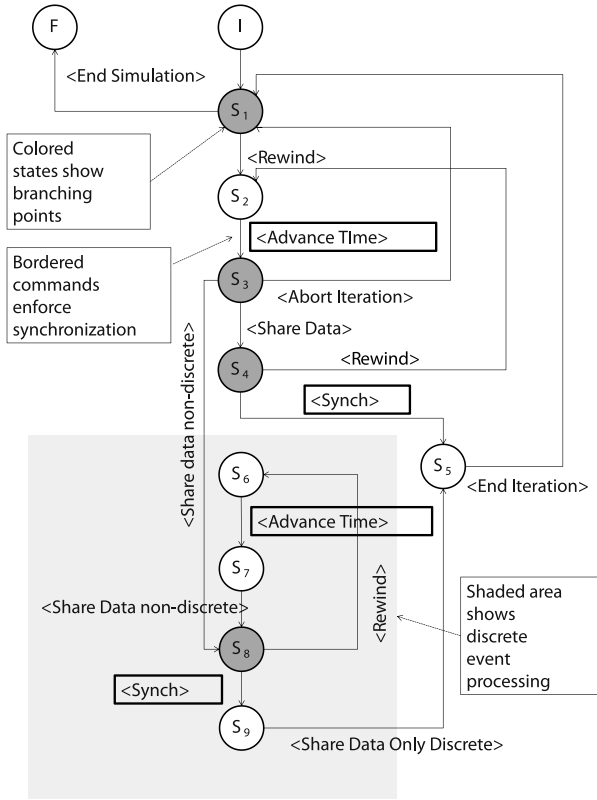 F
I
<End Simulation>
S1
Colored
states show
branching
points
<Rewind>
S2
<Advance TIme>
Bordered
commands
enforce
synchronization
S3
<Abort Iteration>
<Share Data>
<Rewind>
S4
<Synch>
<Share data non-discrete>
S5
<End Iteration>
S6
<Advance Time>
S7
<Share Data non-discrete>
<Rewind>
Shaded area
shows
discrete
event
processing
S8
<Synch>
S9
<Share Data Only Discrete>